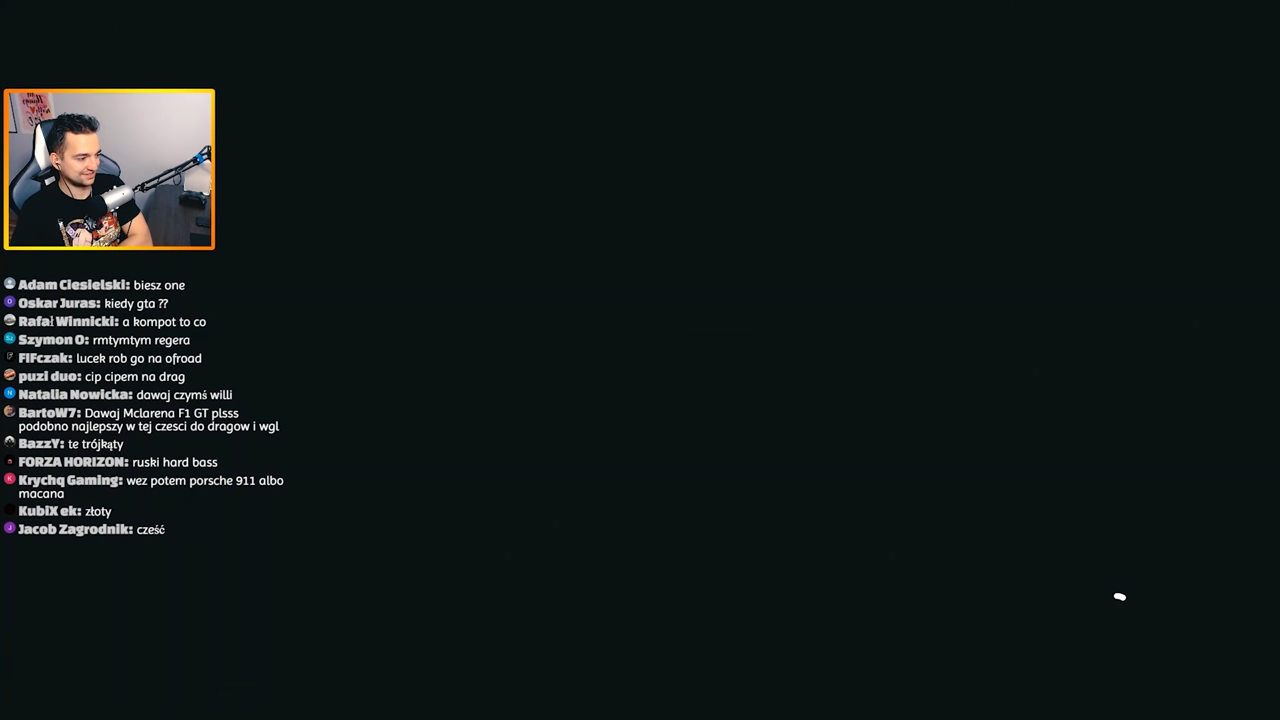 Adam Ciesielski: biesz one
Oskar Juras: kiedy gta ??
Rafał Winnicki: a kompot to co
Szymon O: rmtymtym regera
FIFczak: lucek rob go na ofroad
puzi duo: cip cipem na drag
Natalia Nowicka: dawaj czymś willi
BartoW7: Dawaj Mclarena F1 GT plsss
podobno najlepszy w tej czesci do dragow i wgl
BazzY: te trójkąty
FORZA HORIZON: ruski hard bass
Krychq Gaming: wez potem porsche 911 albo
macana
KubiX ek: złoty
Jacob Zagrodnik: cześć